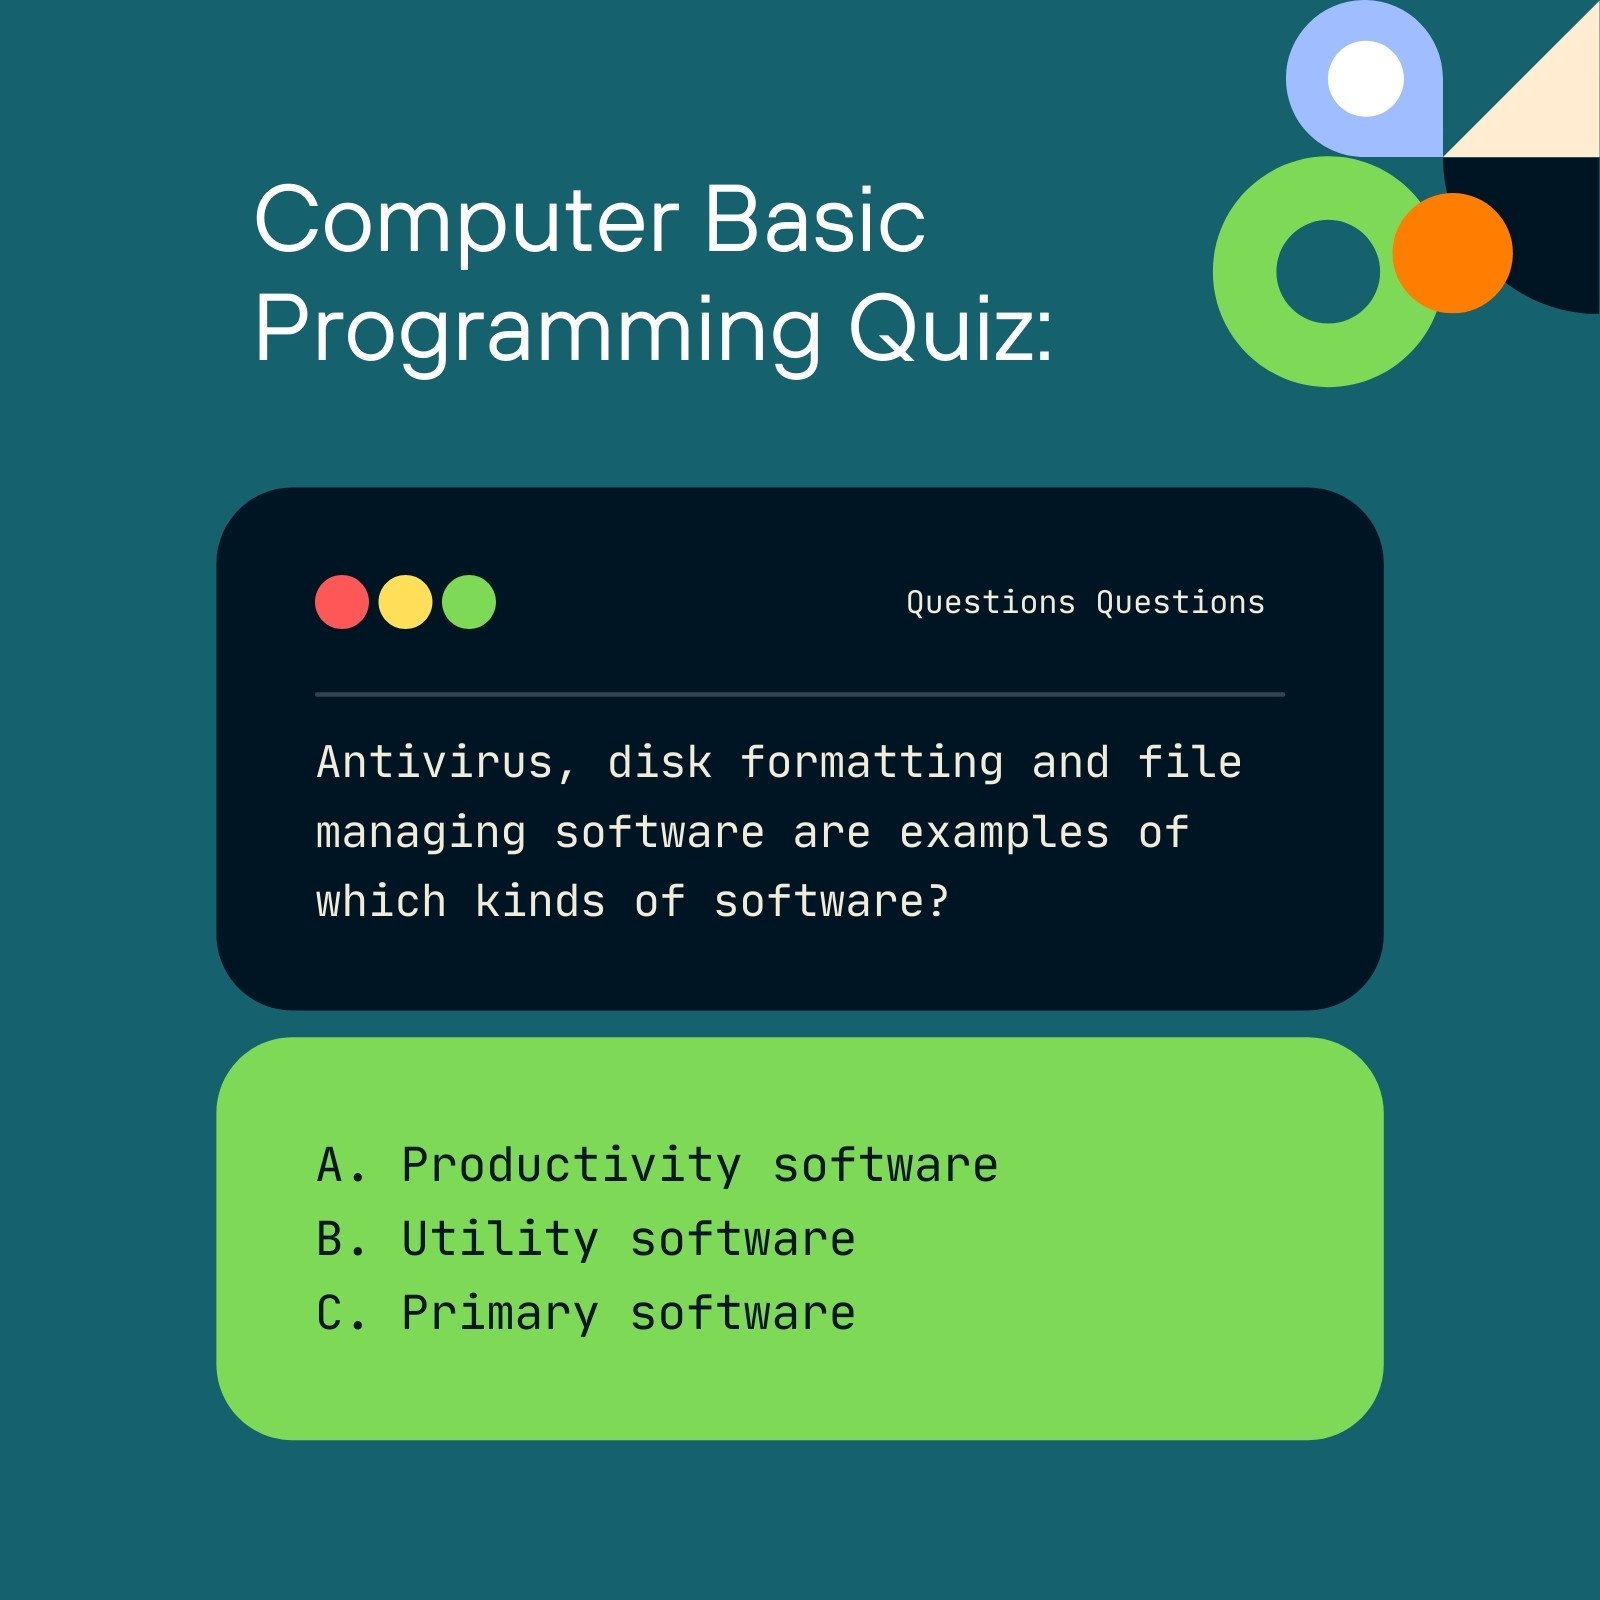 Computer Basic
Programming Quiz:
Questions Questions
Antivirus, disk formatting and file
managing software are examples of
which kinds of software?
A. Productivity software
B. Utility software
C. Primary software